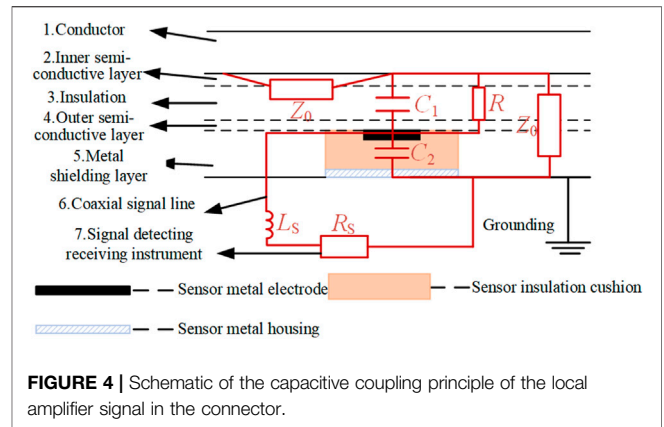 1.Conductor
2.Inner semi-
conductive layer
3.Insulation
4.Outer semi-
conductive layer
5.Metal
shielding layer
6.Coaxial signal line
7.Signal detecting
receiving instrument
Z₀
C₁
R
Z₀
C₂
L_S
R_S
Grounding
Sensor metal electrode
Sensor insulation cushion
Sensor metal housing
FIGURE 4 | Schematic of the capacitive coupling principle of the local
amplifier signal in the connector.